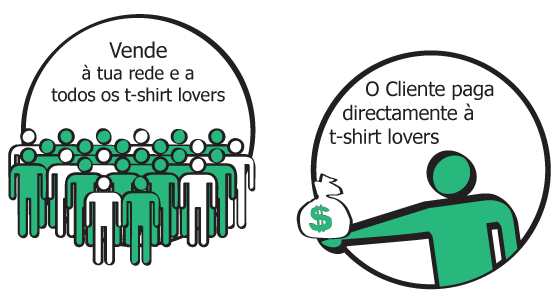 Vende
à tua rede e a
todos os t-shirt lovers
O Cliente paga
directamente à
t-shirt lovers
$